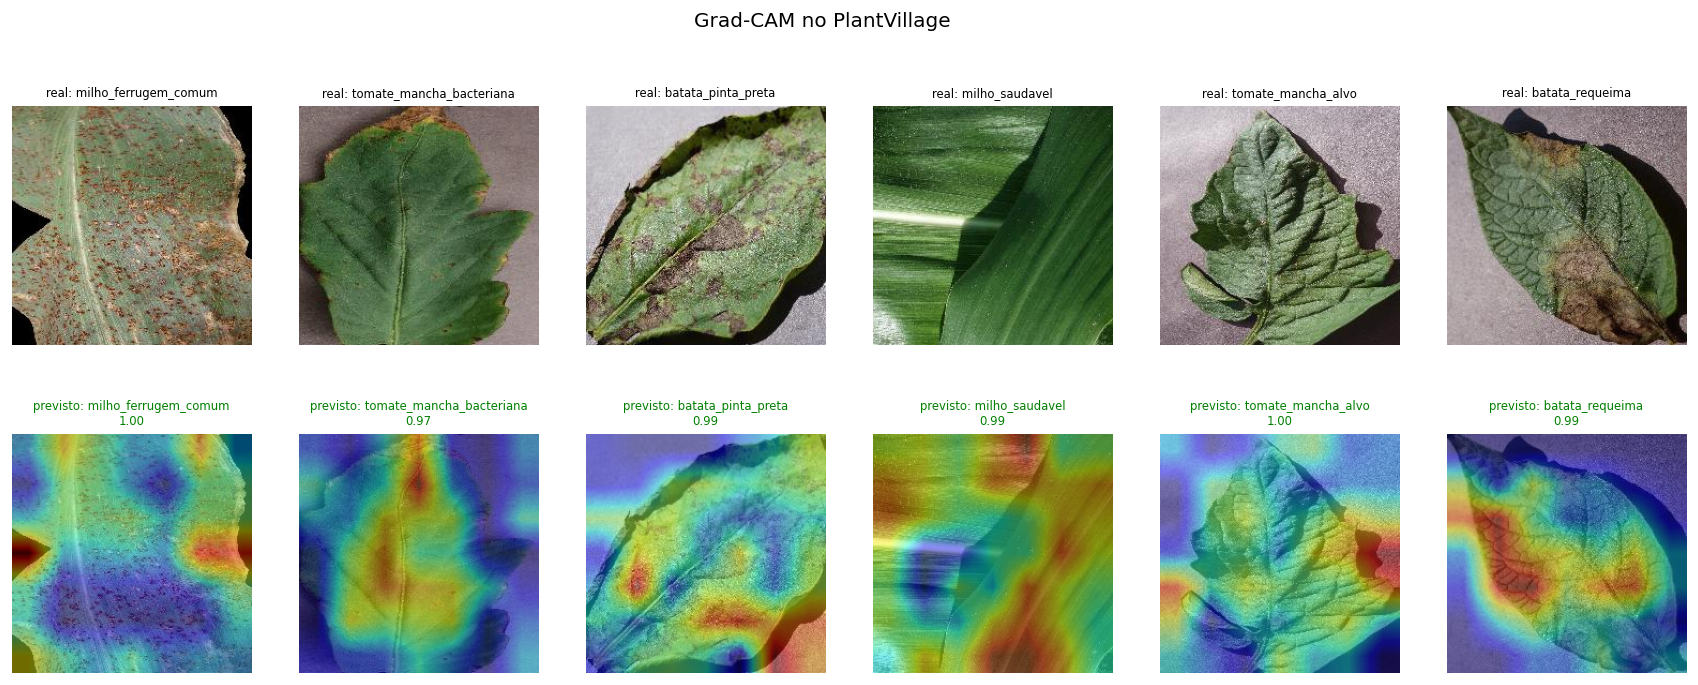 Grad-CAM no PlantVillage
real: milho_ferrugem_comum
real: tomate_mancha_bacteriana
real: batata_pinta_preta
real: milho_saudavel
real: tomate_mancha_alvo
real: batata_requeima
previsto: milho_ferrugem_comum
1.00
previsto: tomate_mancha_bacteriana
0.97
previsto: batata_pinta_preta
0.99
previsto: milho_saudavel
0.99
previsto: tomate_mancha_alvo
1.00
previsto: batata_requeima
0.99